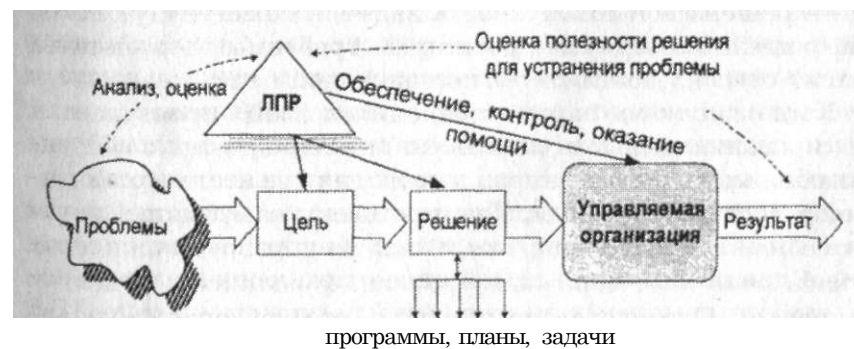 Оценка полезности решения
для устранения проблемы
Анализ, оценка
ЛПР
Обеспечение, контроль, оказание
помощи
Проблемы
Цель
Решение
Управляемая
организация
Результат
программы, планы, задачи